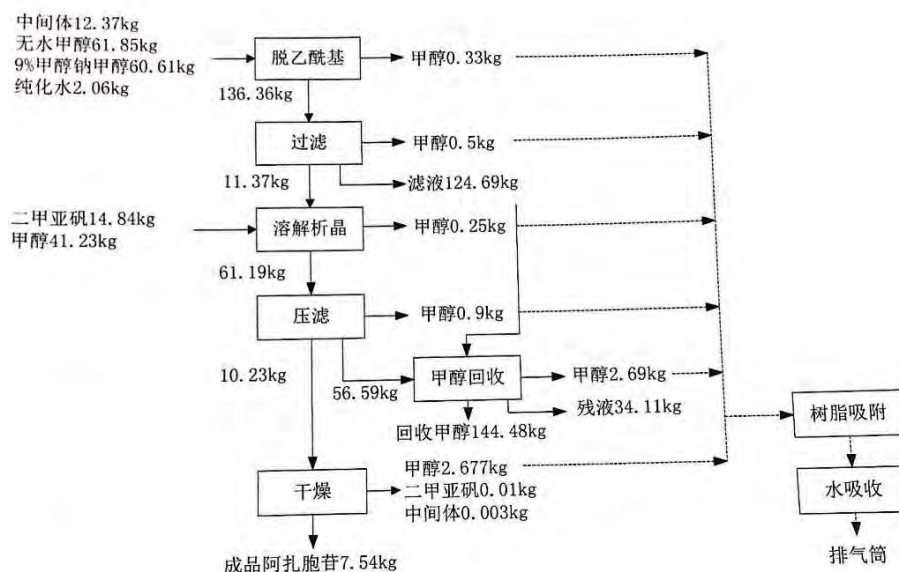 中间体12.37kg
无水甲醇61.85kg
9%甲醇钠甲醇60.61kg
纯化水2.06kg
脱乙酰基
甲醇0.33kg
136.36kg
过滤
甲醇0.5kg
11.37kg
滤液124.69kg
二甲亚矾14.84kg
甲醇41.23kg
溶解析晶
甲醇0.25kg
61.19kg
压滤
甲醇0.9kg
10.23kg
56.59kg
甲醇回收
甲醇2.69kg
残液34.11kg
回收甲醇144.48kg
树脂吸附
甲醇2.677kg
二甲亚矾0.01kg
中间体0.003kg
干燥
水吸收
成品阿扎胞苷7.54kg
排气筒